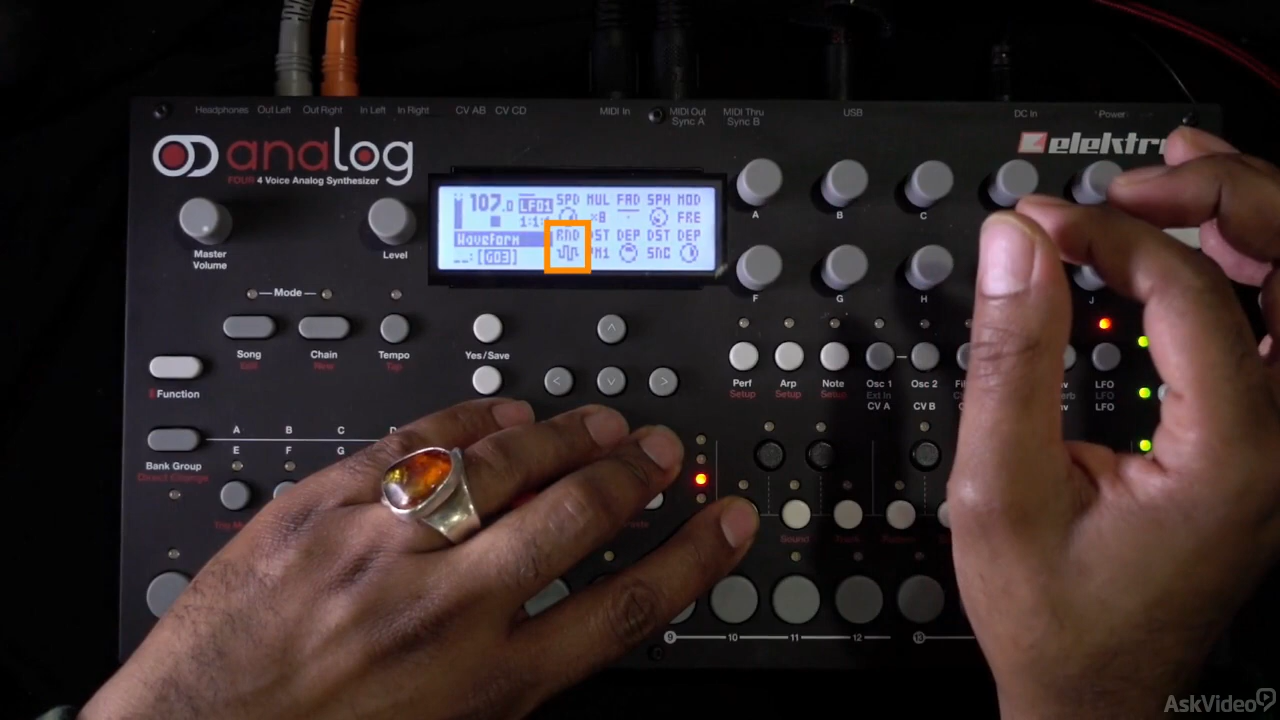 Headphones Out Left Out Right In Left In Right CV AB CV CD MIDI In MIDI Out MIDI Thru USB DC In Power
Sync A Sync B
analog
FOUR 4 Voice Analog Synthesizer
elektr
107.0 LFO1 SPD MUL FAD SPH MOD
×8 FRE
Waveform RND DST DEP DST DEP
[G03] SNC
Master
Volume
Level
A B C
F G H J
Mode
Song Chain Tempo
Tap
Yes/Save
Function
Perf Arp Note Osc 1 Osc 2 LFO
Setup Setup Setup Ext In LFO
CV A CV B
A B C
E F G
Bank Group
Sound Track
9 10 11 12 13
AskVideo